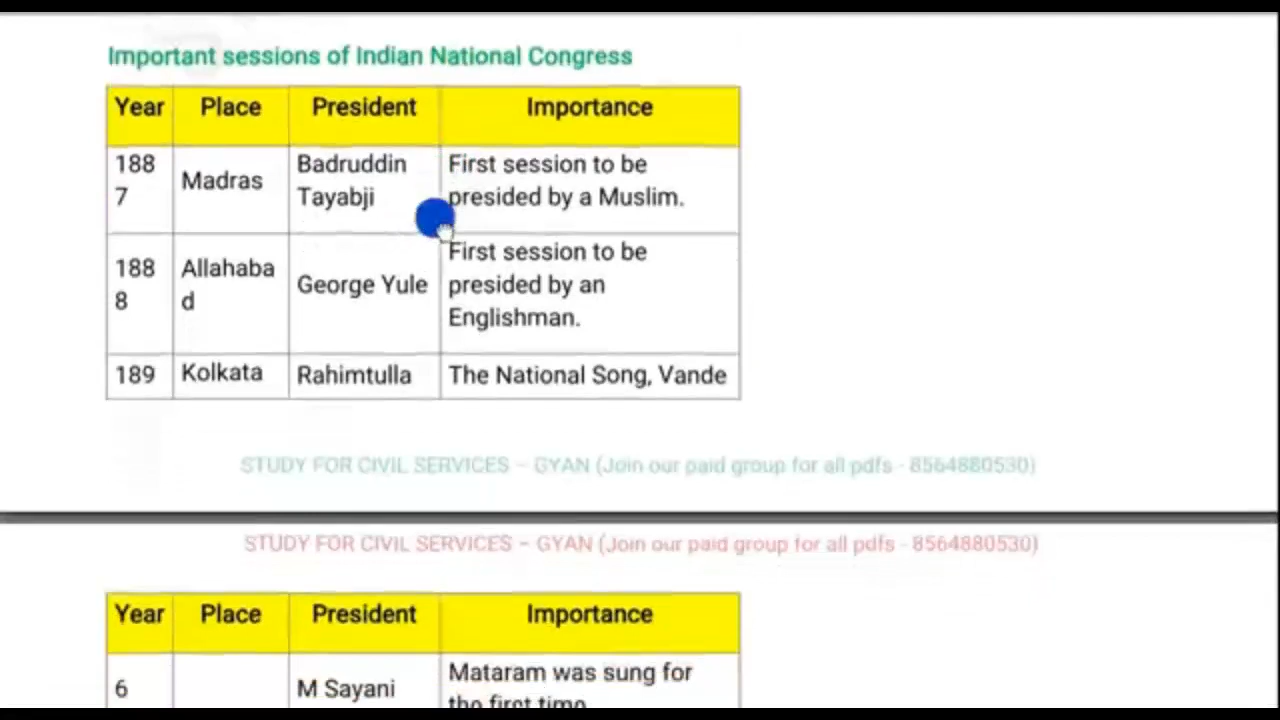 Important sessions of Indian National Congress
Year Place President Importance
188
7
Madras
Badruddin
Tayabji
First session to be
presided by a Muslim.
188
8
Allahaba
d
George Yule
First session to be
presided by an
Englishman.
189 Kolkata Rahimtulla The National Song, Vande
STUDY FOR CIVIL SERVICES – GYAN (Join our paid group for all pdfs - 8564880530)
STUDY FOR CIVIL SERVICES – GYAN (Join our paid group for all pdfs - 8564880530)
Year Place President Importance
6
M Sayani
Mataram was sung for
the first time